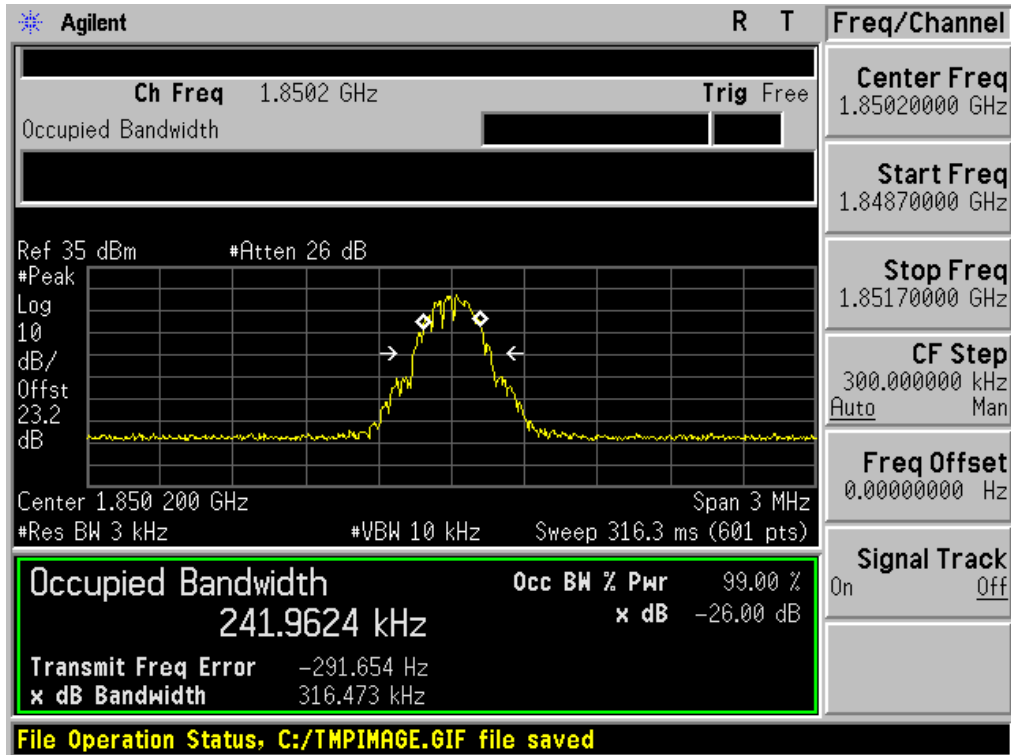 Agilent R T
Ch Freq 1.8502 GHz Trig Free
Occupied Bandwidth
Ref 35 dBm #Atten 26 dB
#Peak
Log
10
dB/
Offst
23.2
dB
Center 1.850 200 GHz Span 3 MHz
#Res BW 3 kHz #VBW 10 kHz Sweep 316.3 ms (601 pts)
Occupied Bandwidth Occ BW % Pwr 99.00 %
241.9624 kHz x dB -26.00 dB
Transmit Freq Error -291.654 Hz
x dB Bandwidth 316.473 kHz
File Operation Status, C:/TMPIMAGE.GIF file saved
Freq/Channel
Center Freq
1.85020000 GHz
Start Freq
1.84870000 GHz
Stop Freq
1.85170000 GHz
CF Step
300.000000 kHz
Auto Man
Freq Offset
0.00000000 Hz
Signal Track
On Off